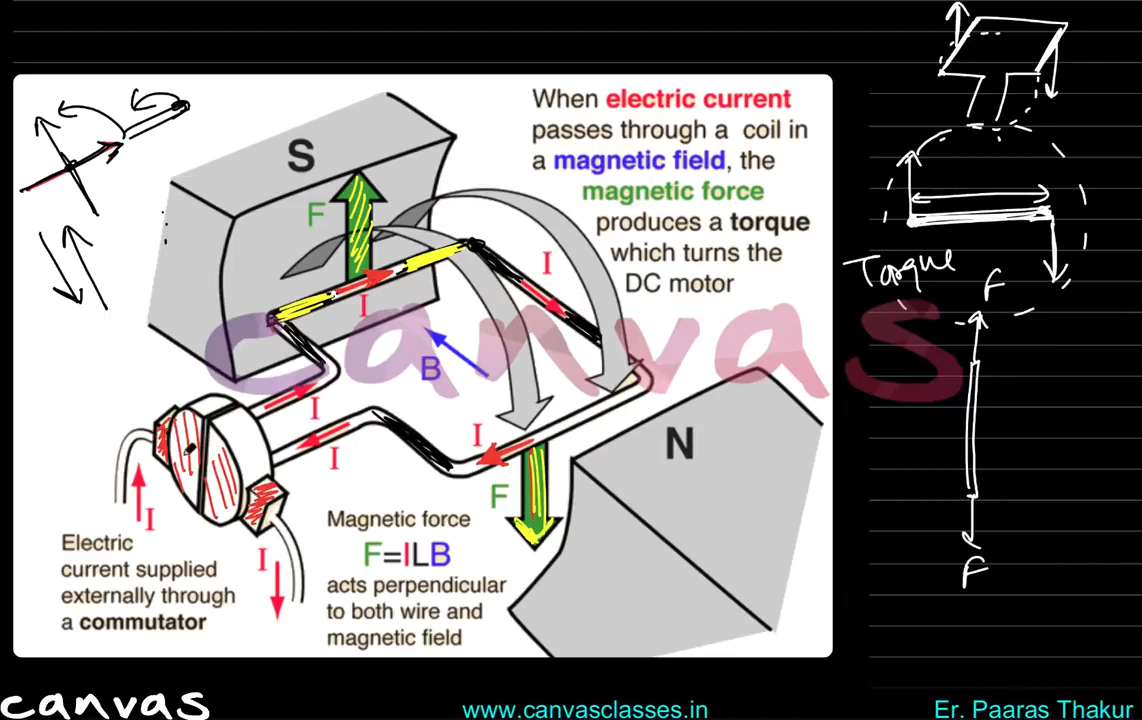 When electric current
passes through a coil in
a magnetic field, the
magnetic force
produces a torque
which turns the
DC motor
S
F
I
I
B
I
I
I
N
F
I
I
Electric
current supplied
externally through
a commutator
Magnetic force
F=ILB
acts perpendicular
to both wire and
magnetic field
Torque
F
F
canvas
canvas
www.canvasclasses.in
Er. Paaras Thakur